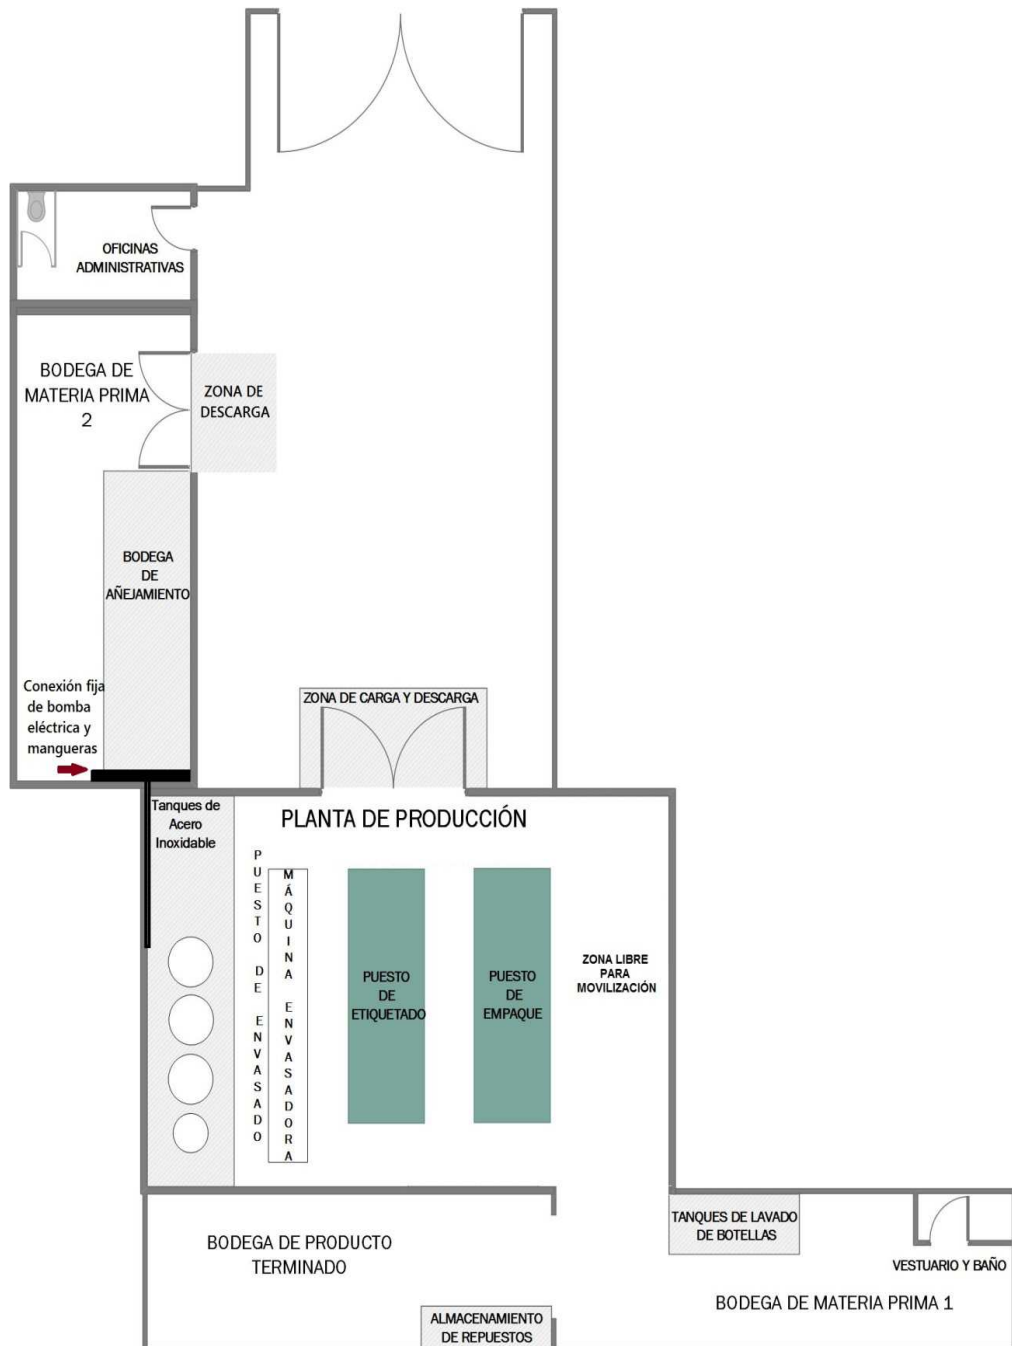 OFICINAS
ADMINISTRATIVAS
BODEGA DE
MATERIA PRIMA
2
ZONA DE
DESCARGA
BODEGA
DE
AÑEJAMIENTO
Conexión fija
de bomba
eléctrica y
mangueras
ZONA DE CARGA Y DESCARGA
Tanques de
Acero
Inoxidable
PLANTA DE PRODUCCIÓN
PUESTO DE ENVASADO
MÁQUINA ENVASADORA
PUESTO
DE
ETIQUETADO
PUESTO
DE
EMPAQUE
ZONA LIBRE
PARA
MOVILIZACIÓN
BODEGA DE PRODUCTO
TERMINADO
TANQUES DE LAVADO
DE BOTELLAS
VESTUARIO Y BAÑO
BODEGA DE MATERIA PRIMA 1
ALMACENAMIENTO
DE REPUESTOS